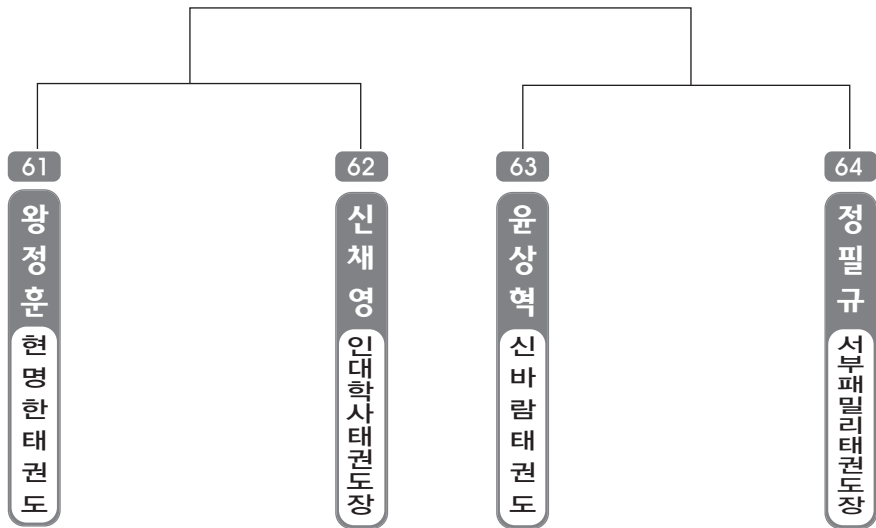 61
왕정훈
현명한태권도
62
신채영
인대학사태권도장
63
윤상혁
신바람태권도
64
정필규
서부패밀리태권도장